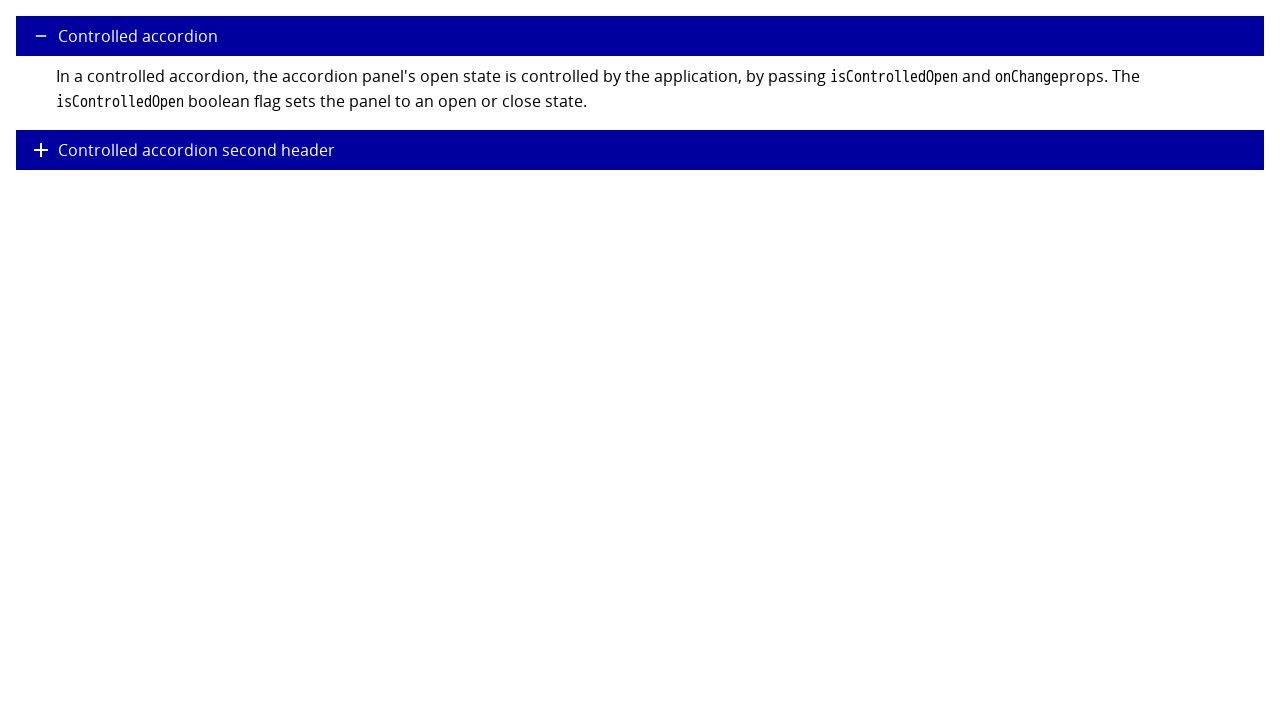 Controlled accordion
In a controlled accordion, the accordion panel's open state is controlled by the application, by passing isControlledOpen and onChangeprops. The
isControlledOpen boolean flag sets the panel to an open or close state.
Controlled accordion second header